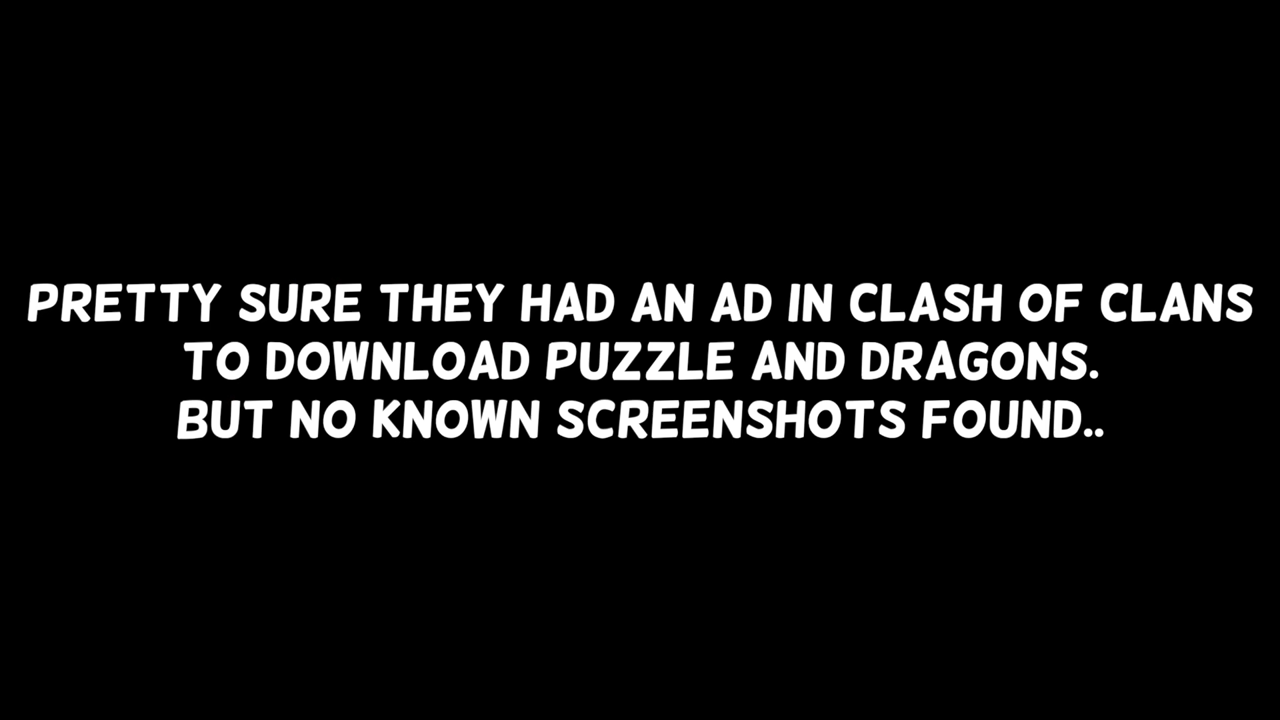 PRETTY SURE THEY HAD AN AD IN CLASH OF CLANS
TO DOWNLOAD PUZZLE AND DRAGONS.
BUT NO KNOWN SCREENSHOTS FOUND..